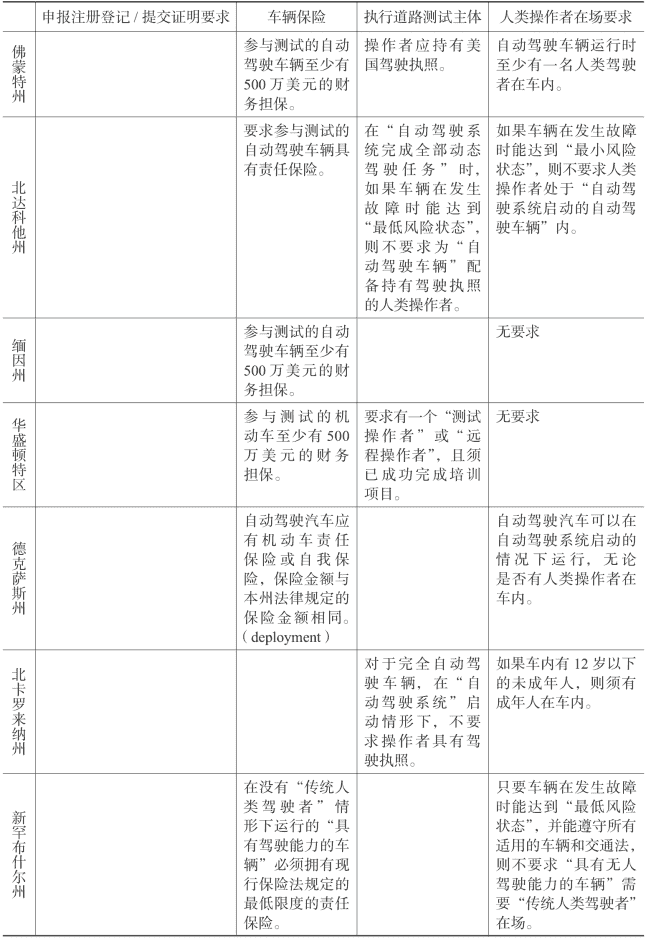 申报注册登记 / 提交证明要求 车辆保险 执行道路测试主体 人类操作者在场要求
佛蒙特州
参与测试的自动
驾驶车辆至少有
500 万美元的财
务担保。
操作者应持有美
国驾驶执照。
自动驾驶车辆运行时
至少有一名人类驾驶
者在车内。
北达科他州
要求参与测试的
自动驾驶车辆具
有责任保险。
在“自动驾驶系
统完成全部动态
驾驶任务”时，
如果车辆在发生
故障时能达到
“最低风险状态”，
则不要求为“自
动驾驶车辆”配
备持有驾驶执照
的人类操作者。
如果车辆在发生故障
时能达到“最小风险
状态”，则不要求人类
操作者处于“自动驾
驶系统启动的自动驾
驶车辆”内。
缅因州
参与测试的自动
驾驶车辆至少有
500 万美元的财
务担保。
无要求
华盛顿特区
参与测试的机
动车至少有 500
万美元的财务
担保。
要求有一个“测试
操作者”或“远
程操作者”，且须
已成功完成培训
项目。
无要求
德克萨斯州
自动驾驶汽车应
有机动车责任
保险或自我保
险，保险金额与
本州法律规定的
保险金额相同。
（deployment）
自动驾驶汽车可以在
自动驾驶系统启动的
情况下运行，无论
是否有人类操作者在
车内。
北卡罗来纳州
对于完全自动驾
驶车辆，在“自
动驾驶系统”启
动情形下，不要
求操作者具有驾
驶执照。
如果车内有 12 岁以下
的未成年人，则须有
成年人在车内。
新罕布什尔州
在没有“传统人
类驾驶者”情
形下运行的“具
有驾驶能力的车
辆”必须拥有现
行保险法规定的
最低限度的责任
保险。
只要车辆在发生故障
时能达到“最低风险
状态”，并能遵守所有
适用的车辆和交通法，
则不要求“具有无人
驾驶能力的车辆”需
要“传统人类驾驶者”
在场。